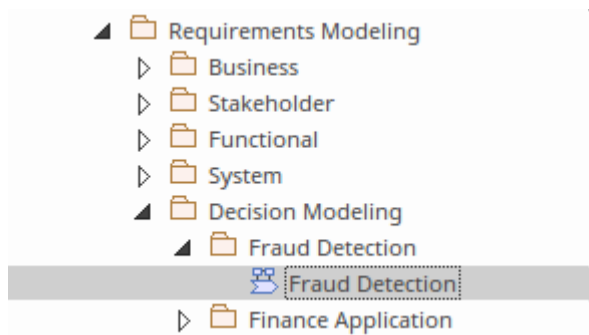 Requirements Modeling
Business
Stakeholder
Functional
System
Decision Modeling
Fraud Detection
Fraud Detection
Finance Application